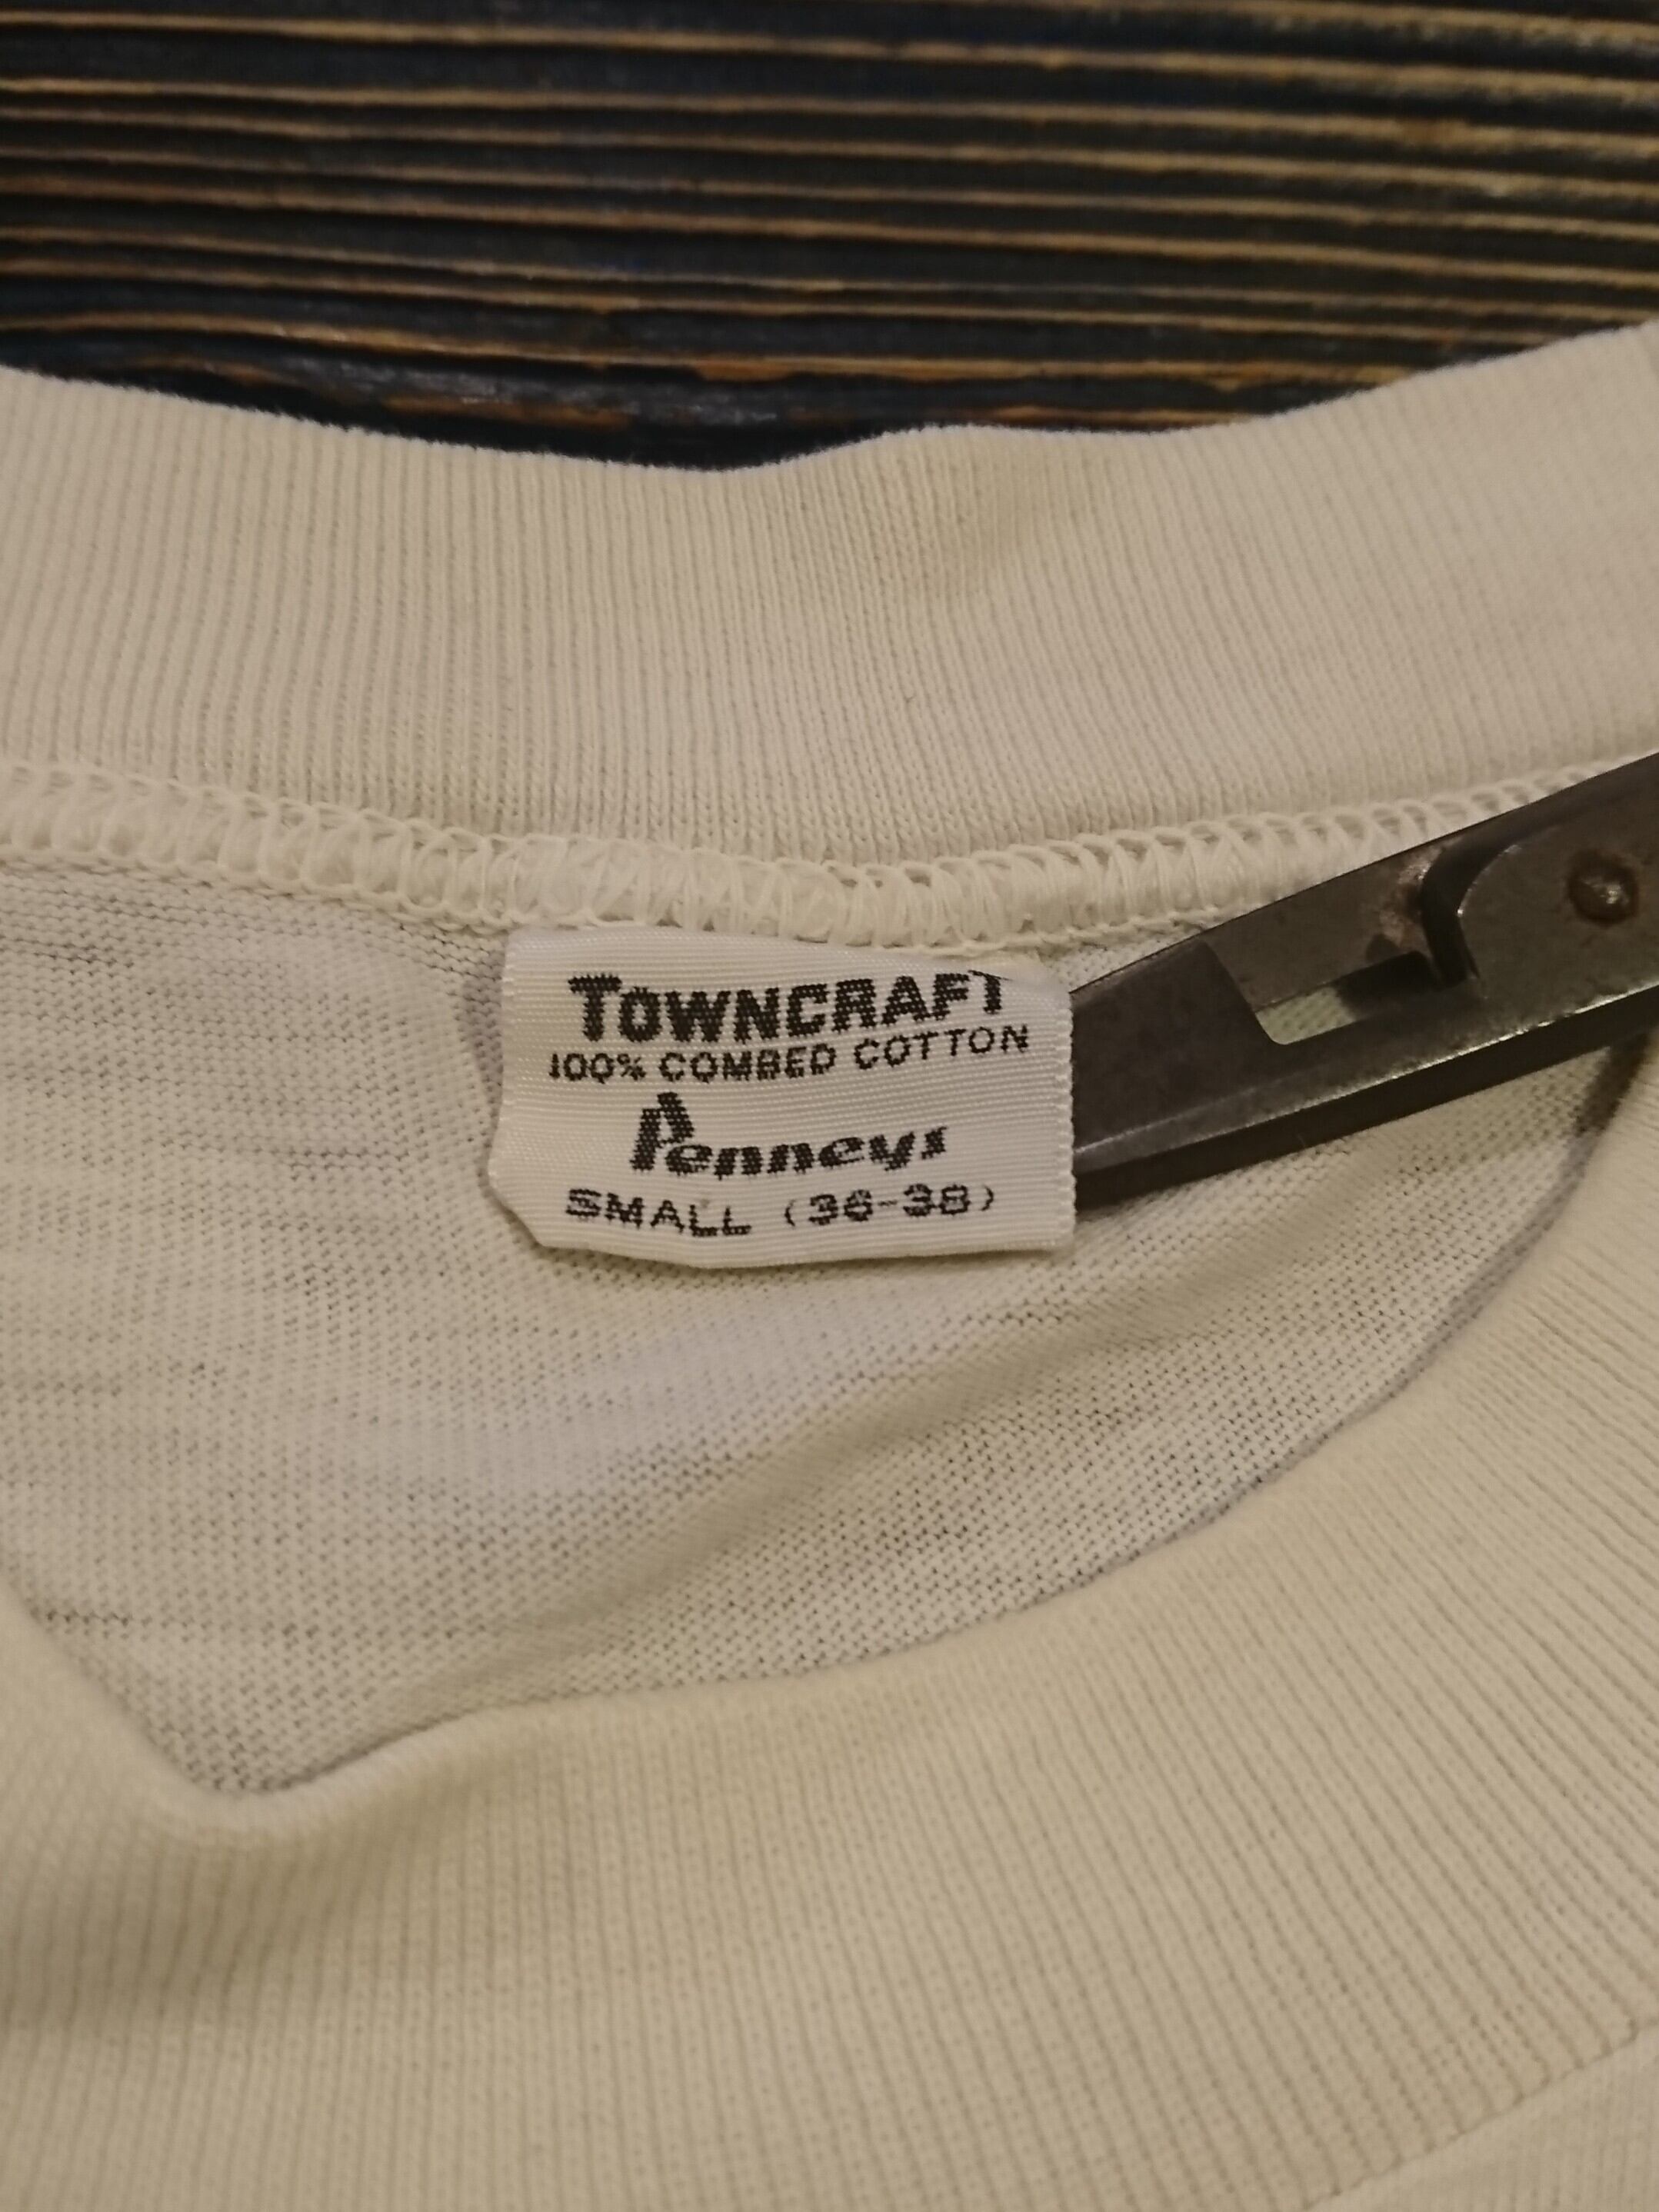 TOWNCRAFT
100% COMBED COTTON
Penneys
SMALL (36-38)